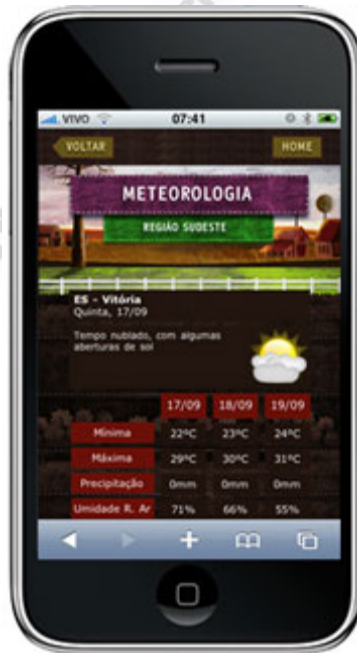 VIVO 07:41
VOLTAR HOME
METEOROLOGIA
REGIÃO SUDESTE
ES - Vitória
Quinta, 17/09
Tempo nublado, com algumas
aberturas de sol
17/09 18/09 19/09
Mínima 22ºC 23ºC 24ºC
Máxima 29ºC 30ºC 31ºC
Precipitação 0mm 0mm 0mm
Umidade R. Ar 71% 66% 55%